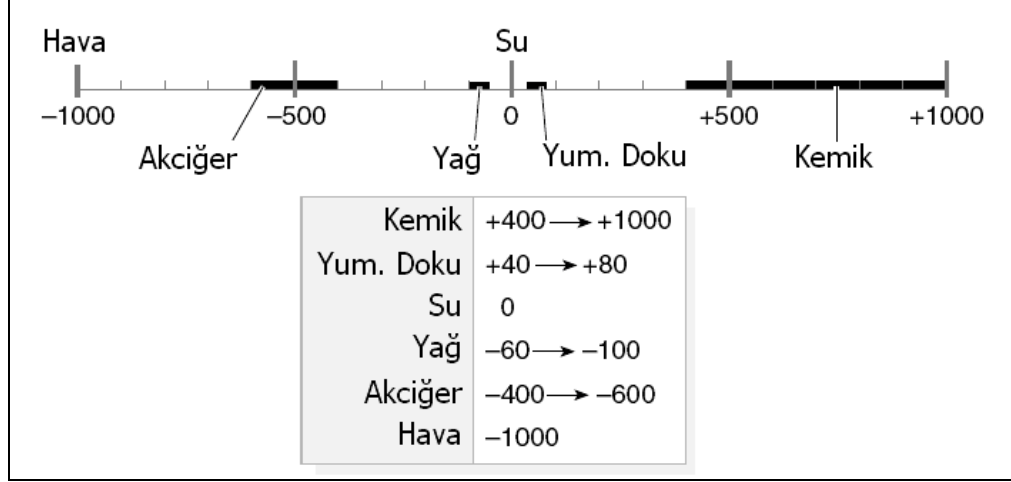 Hava Su
–1000 –500 0 +500 +1000
Akciğer Yağ Yum. Doku Kemik
Kemik +400 → +1000
Yum. Doku +40 → +80
Su 0
Yağ –60 → –100
Akciğer –400 → –600
Hava –1000